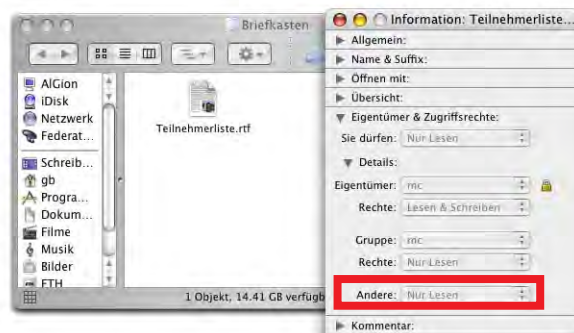 Briefkasten
AlGion
iDisk
Netzwerk
Federat...
Schreib...
gb
Progra...
Dokum...
Filme
Musik
Bilder
ETH
Teilnehmerliste.rtf
1 Objekt, 14.41 GB verfügb
Information: Teilnehmerliste...
Allgemein:
Name & Suffix:
Öffnen mit:
Übersicht:
Eigentümer & Zugriffsrechte:
Sie dürfen: Nur Lesen
Details:
Eigentümer: mc
Rechte: Lesen & Schreiben
Gruppe: mc
Rechte: Nur Lesen
Andere: Nur Lesen
Kommentar: